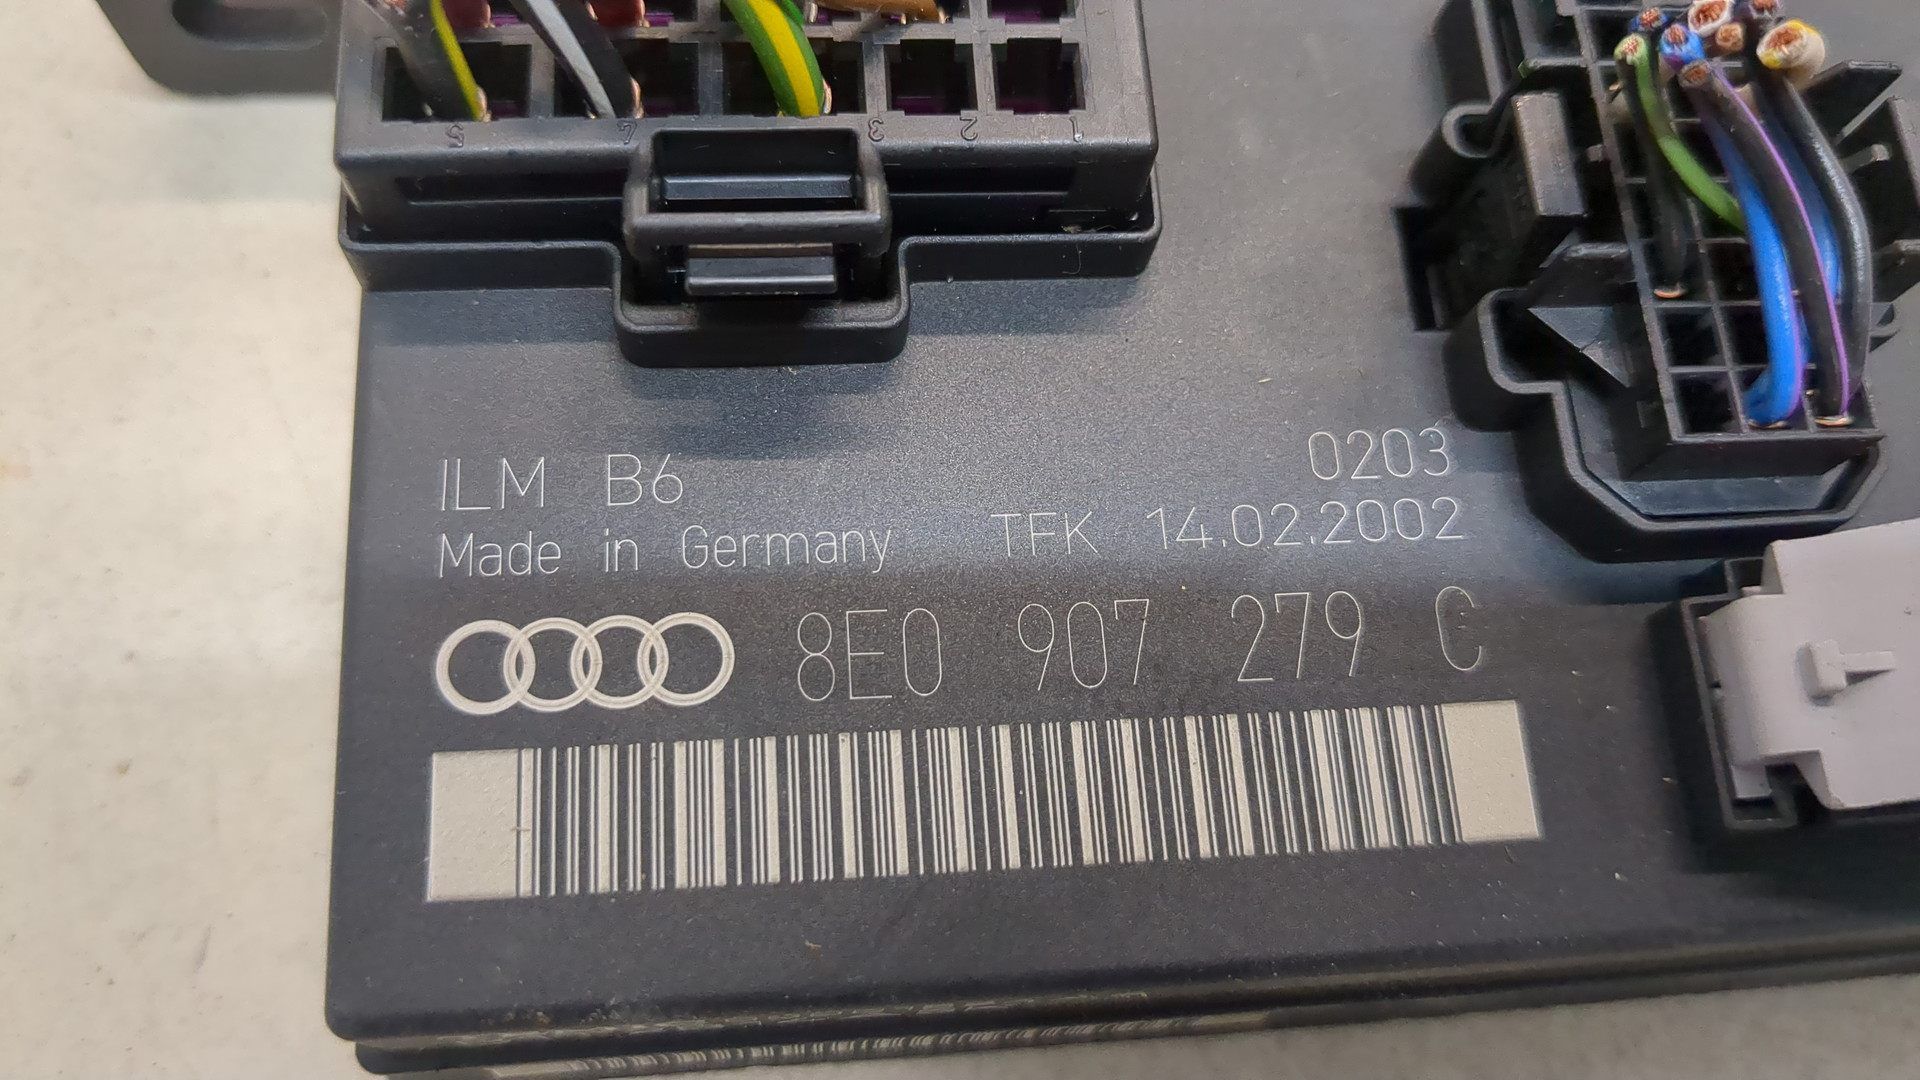 5 4 3 2 1
ILM B6 0203
Made in Germany TFK 14.02.2002
8E0 907 279 C